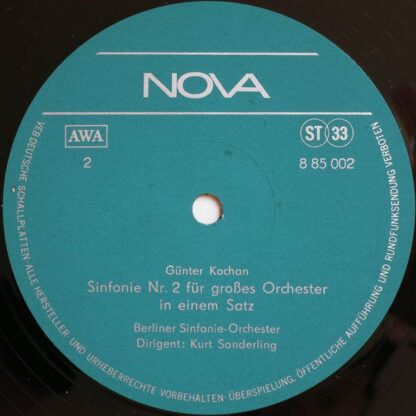 NOVA
AWA
ST 33
2
8 85 002
Günter Kochan
Sinfonie Nr. 2 für großes Orchester
in einem Satz
Berliner Sinfonie-Orchester
Dirigent: Kurt Sanderling
VEB DEUTSCHE SCHALLPLATTEN ALLE HERSTELLER- UND URHEBERRECHTE VORBEHALTEN · ÜBERSPIELUNG, ÖFFENTLICHE AUFFÜHRUNG UND RUNDFUNKSENDUNG VERBOTEN